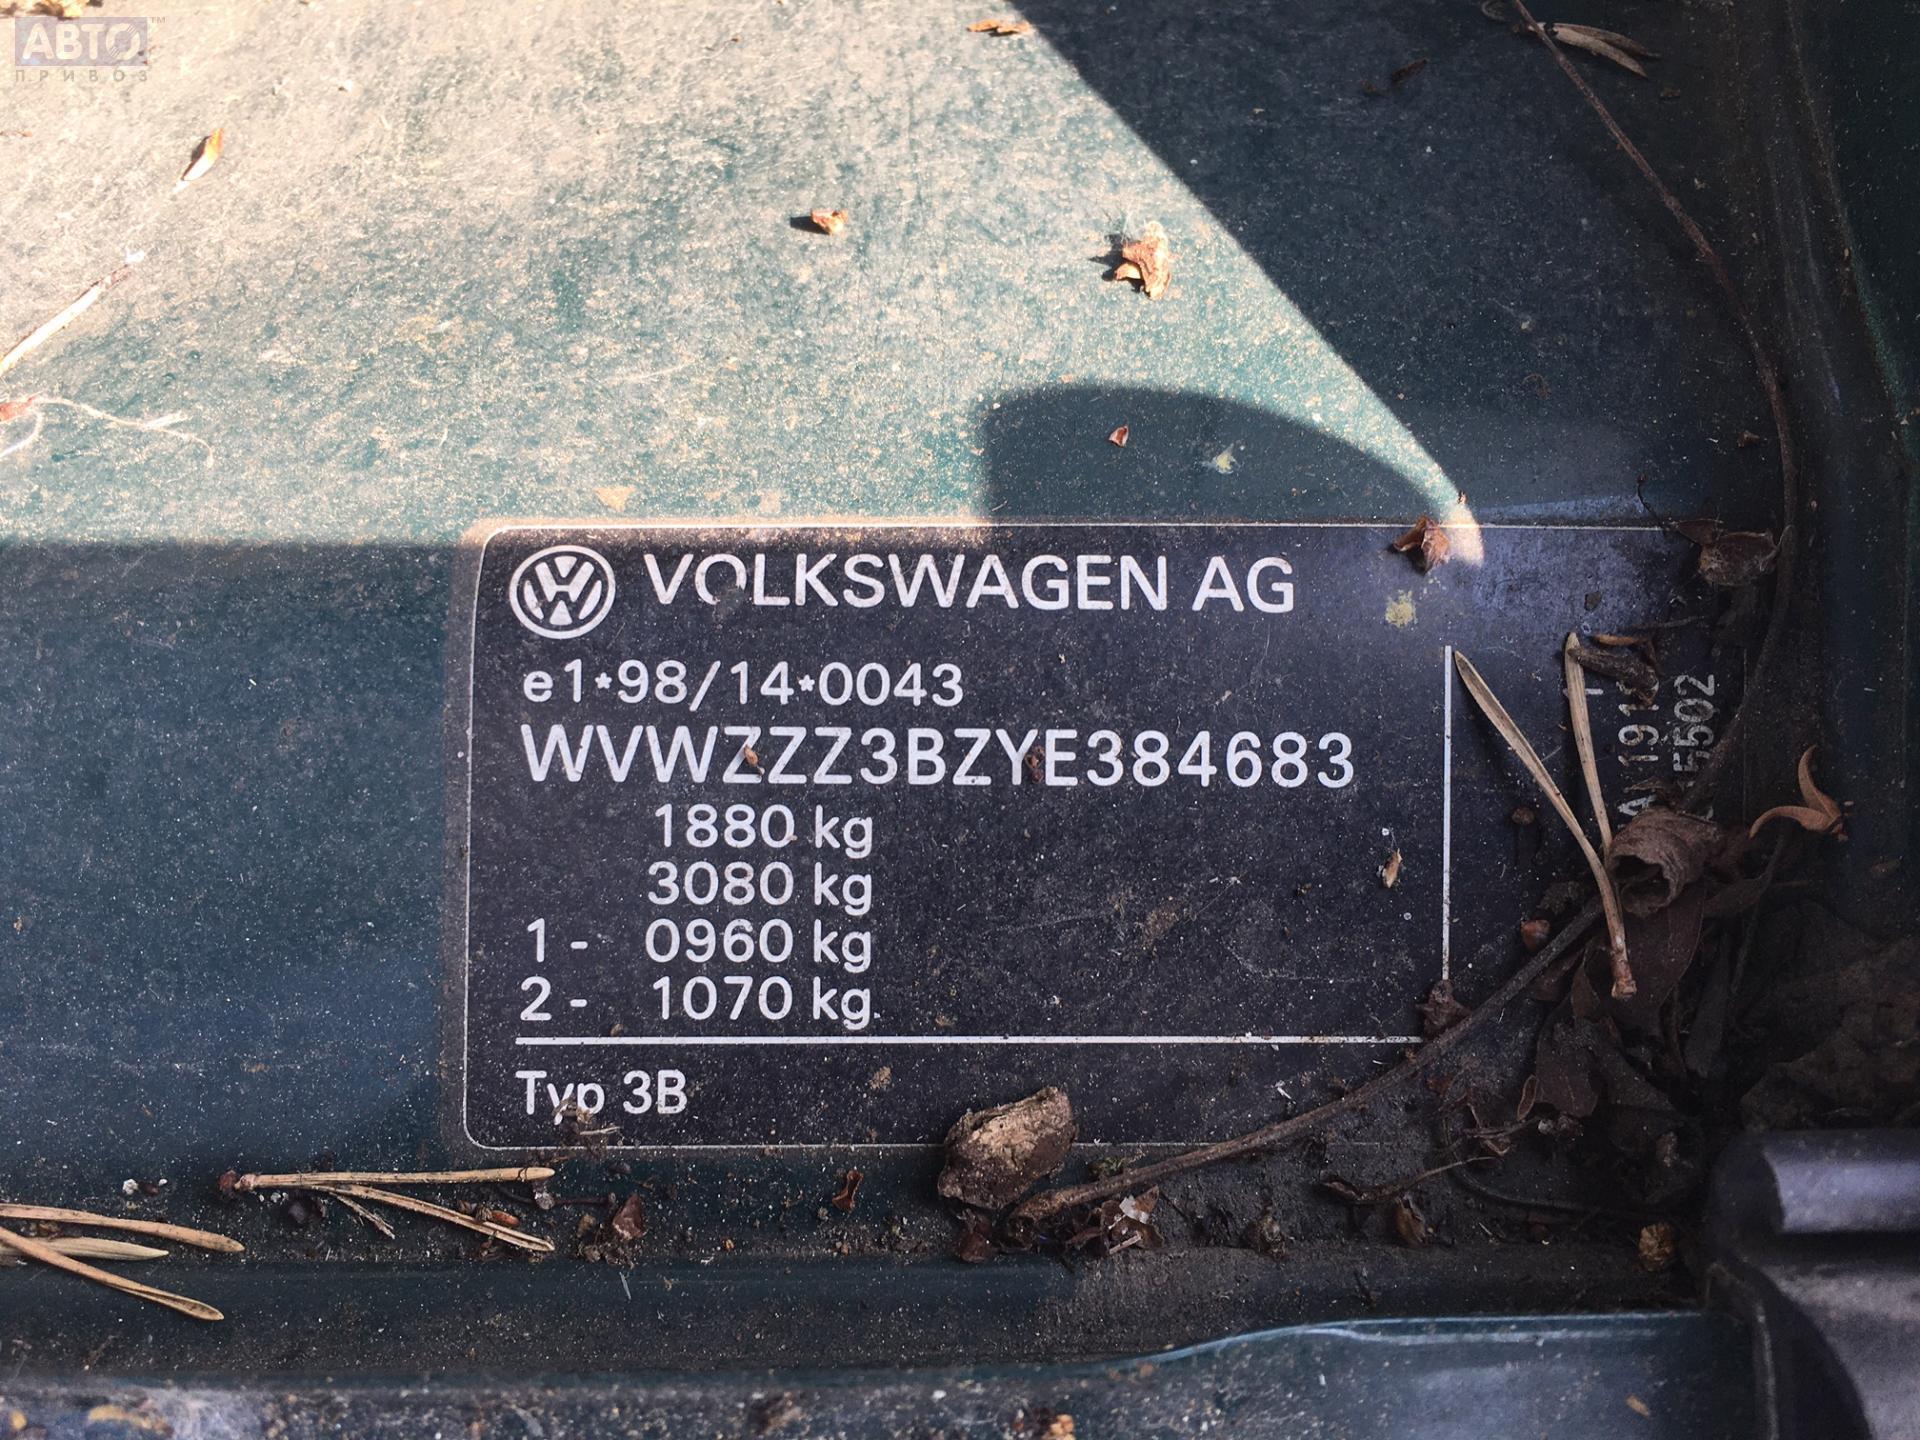 АВТО™
ПРИВОЗ
VOLKSWAGEN AG
e1*98/14*0043
WVWZZZ3BZYE384683
1880 kg
3080 kg
1- 0960 kg
2- 1070 kg
Typ 3B